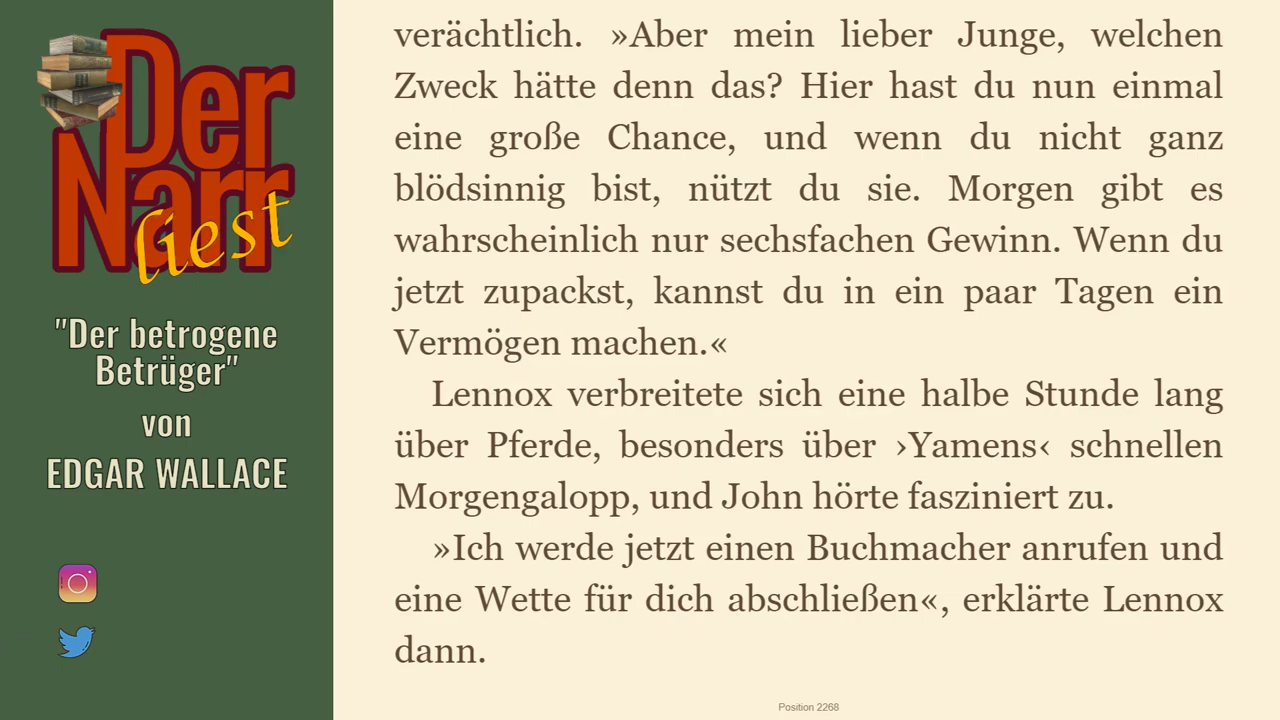 Der
Narr
liest
"Der betrogene
Betrüger"
von
EDGAR WALLACE
verächtlich. »Aber mein lieber Junge, welchen
Zweck hätte denn das? Hier hast du nun einmal
eine große Chance, und wenn du nicht ganz
blödsinnig bist, nützt du sie. Morgen gibt es
wahrscheinlich nur sechsfachen Gewinn. Wenn du
jetzt zupackst, kannst du in ein paar Tagen ein
Vermögen machen.«
Lennox verbreitete sich eine halbe Stunde lang
über Pferde, besonders über ›Yamens‹ schnellen
Morgengalopp, und John hörte fasziniert zu.
»Ich werde jetzt einen Buchmacher anrufen und
eine Wette für dich abschließen«, erklärte Lennox
dann.
Position 2268